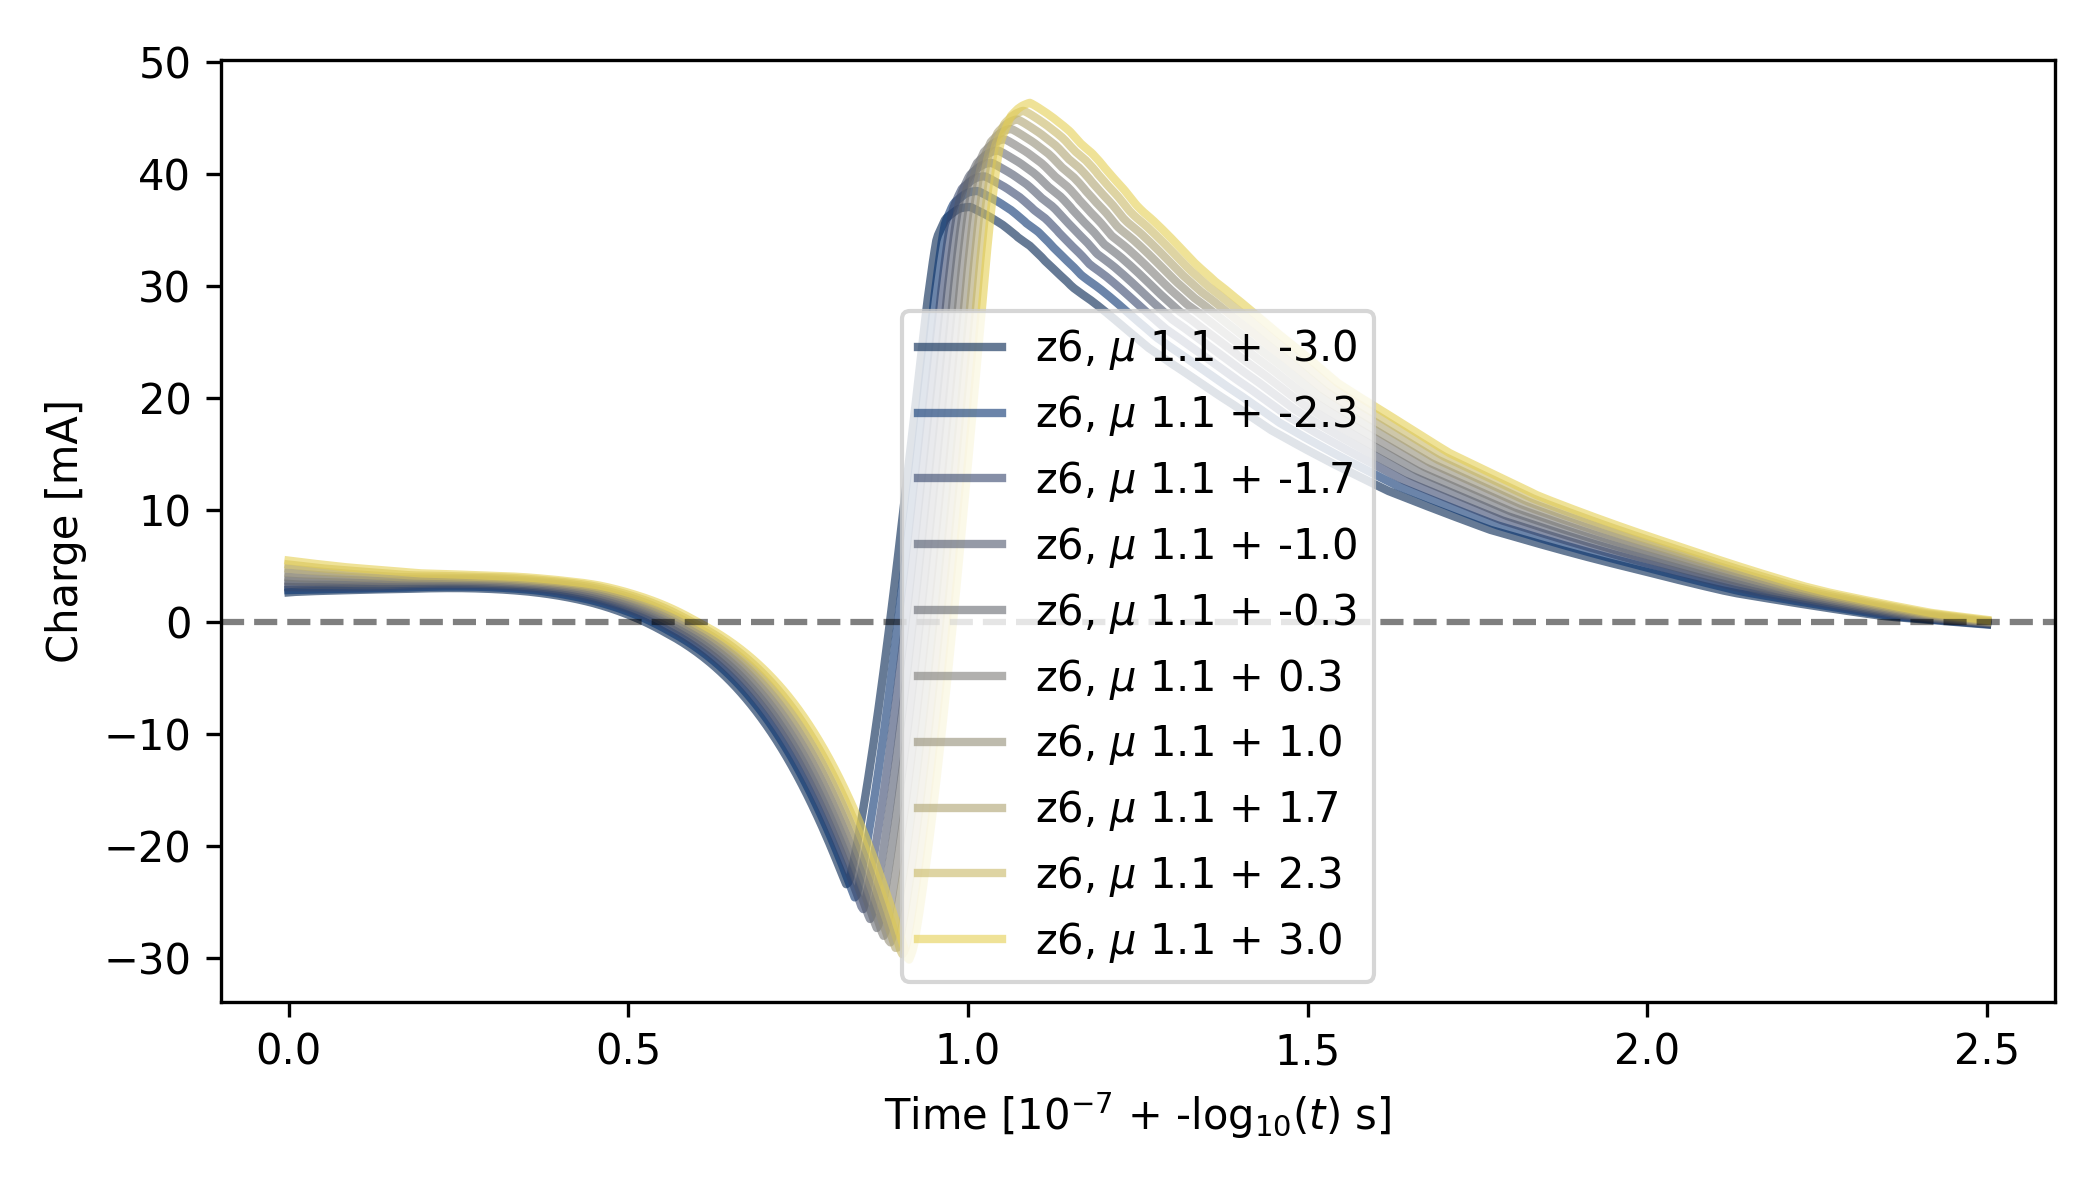 50
40
30
20
10
0
−10
−20
−30
Charge [mA]
z6, μ 1.1 + -3.0
z6, μ 1.1 + -2.3
z6, μ 1.1 + -1.7
z6, μ 1.1 + -1.0
z6, μ 1.1 + -0.3
z6, μ 1.1 + 0.3
z6, μ 1.1 + 1.0
z6, μ 1.1 + 1.7
z6, μ 1.1 + 2.3
z6, μ 1.1 + 3.0
0.0 0.5 1.0 1.5 2.0 2.5
Time [10⁻⁷ + -log₁₀(t) s]